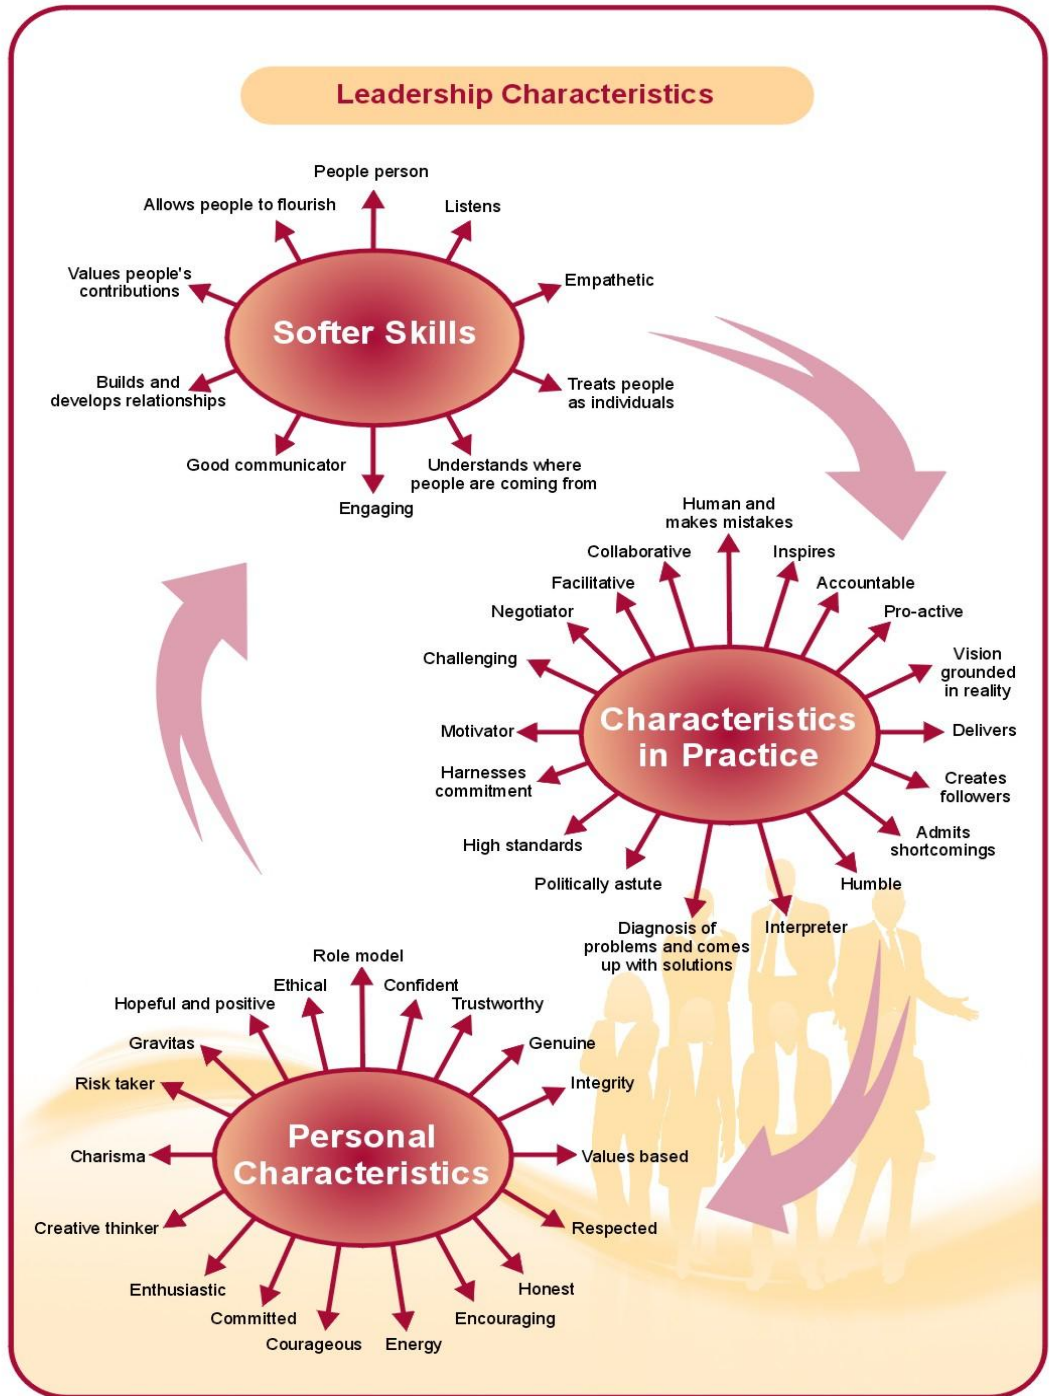 Leadership Characteristics
People person
Allows people to flourish
Listens
Values people's
contributions
Empathetic
Softer Skills
Builds and
develops relationships
Treats people
as individuals
Good communicator
Understands where
people are coming from
Engaging
Human and
makes mistakes
Collaborative
Inspires
Facilitative
Accountable
Negotiator
Pro-active
Challenging
Vision
grounded
in reality
Characteristics
in Practice
Motivator
Delivers
Harnesses
commitment
Creates
followers
High standards
Admits
shortcomings
Politically astute
Humble
Diagnosis of
problems and comes
up with solutions
Interpreter
Role model
Ethical
Confident
Hopeful and positive
Trustworthy
Gravitas
Genuine
Risk taker
Integrity
Personal
Characteristics
Charisma
Values based
Creative thinker
Respected
Enthusiastic
Honest
Committed
Encouraging
Courageous
Energy